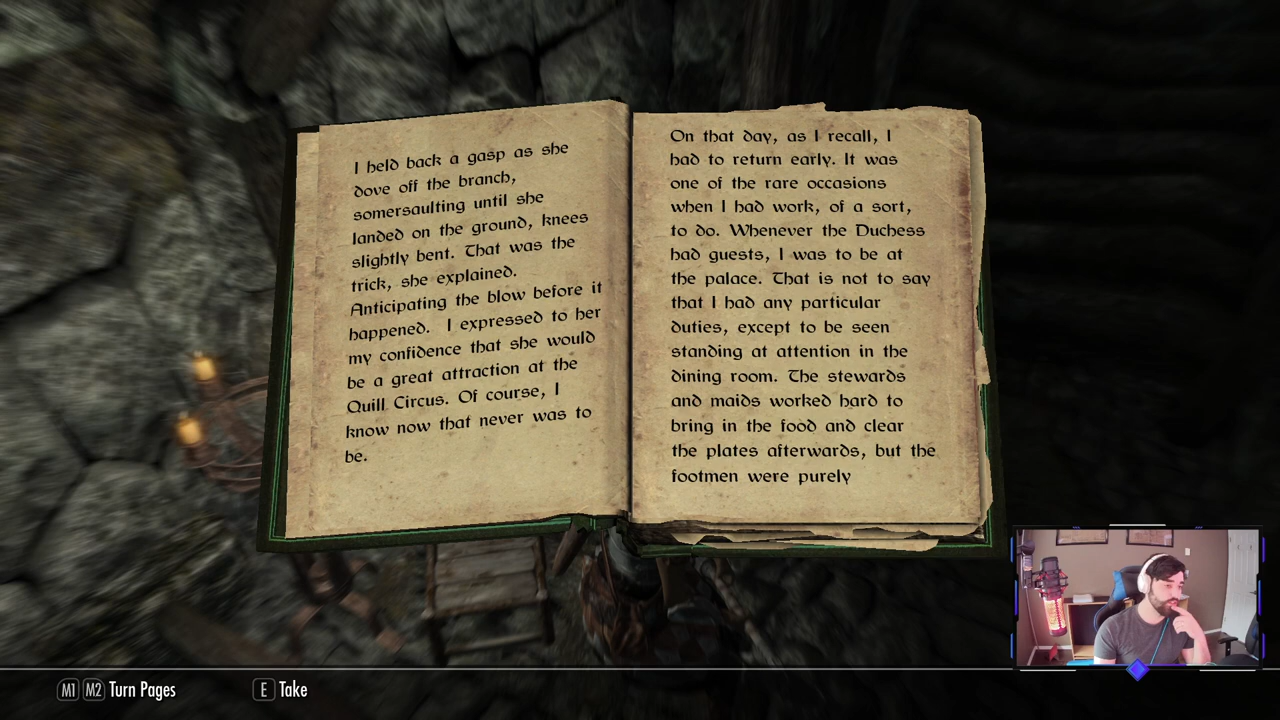 I held back a gasp as she
dove off the branch,
somersaulting until she
landed on the ground, knees
slightly bent. That was the
trick, she explained.
Anticipating the blow before it
happened. I expressed to her
my confidence that she would
be a great attraction at the
Quill Circus. Of course, I
know now that never was to
be.
On that day, as I recall, I
had to return early. It was
one of the rare occasions
when I had work, of a sort,
to do. Whenever the Duchess
had guests, I was to be at
the palace. That is not to say
that I had any particular
duties, except to be seen
standing at attention in the
dining room. The stewards
and maids worked hard to
bring in the food and clear
the plates afterwards, but the
footmen were purely
M1 M2 Turn Pages
E Take